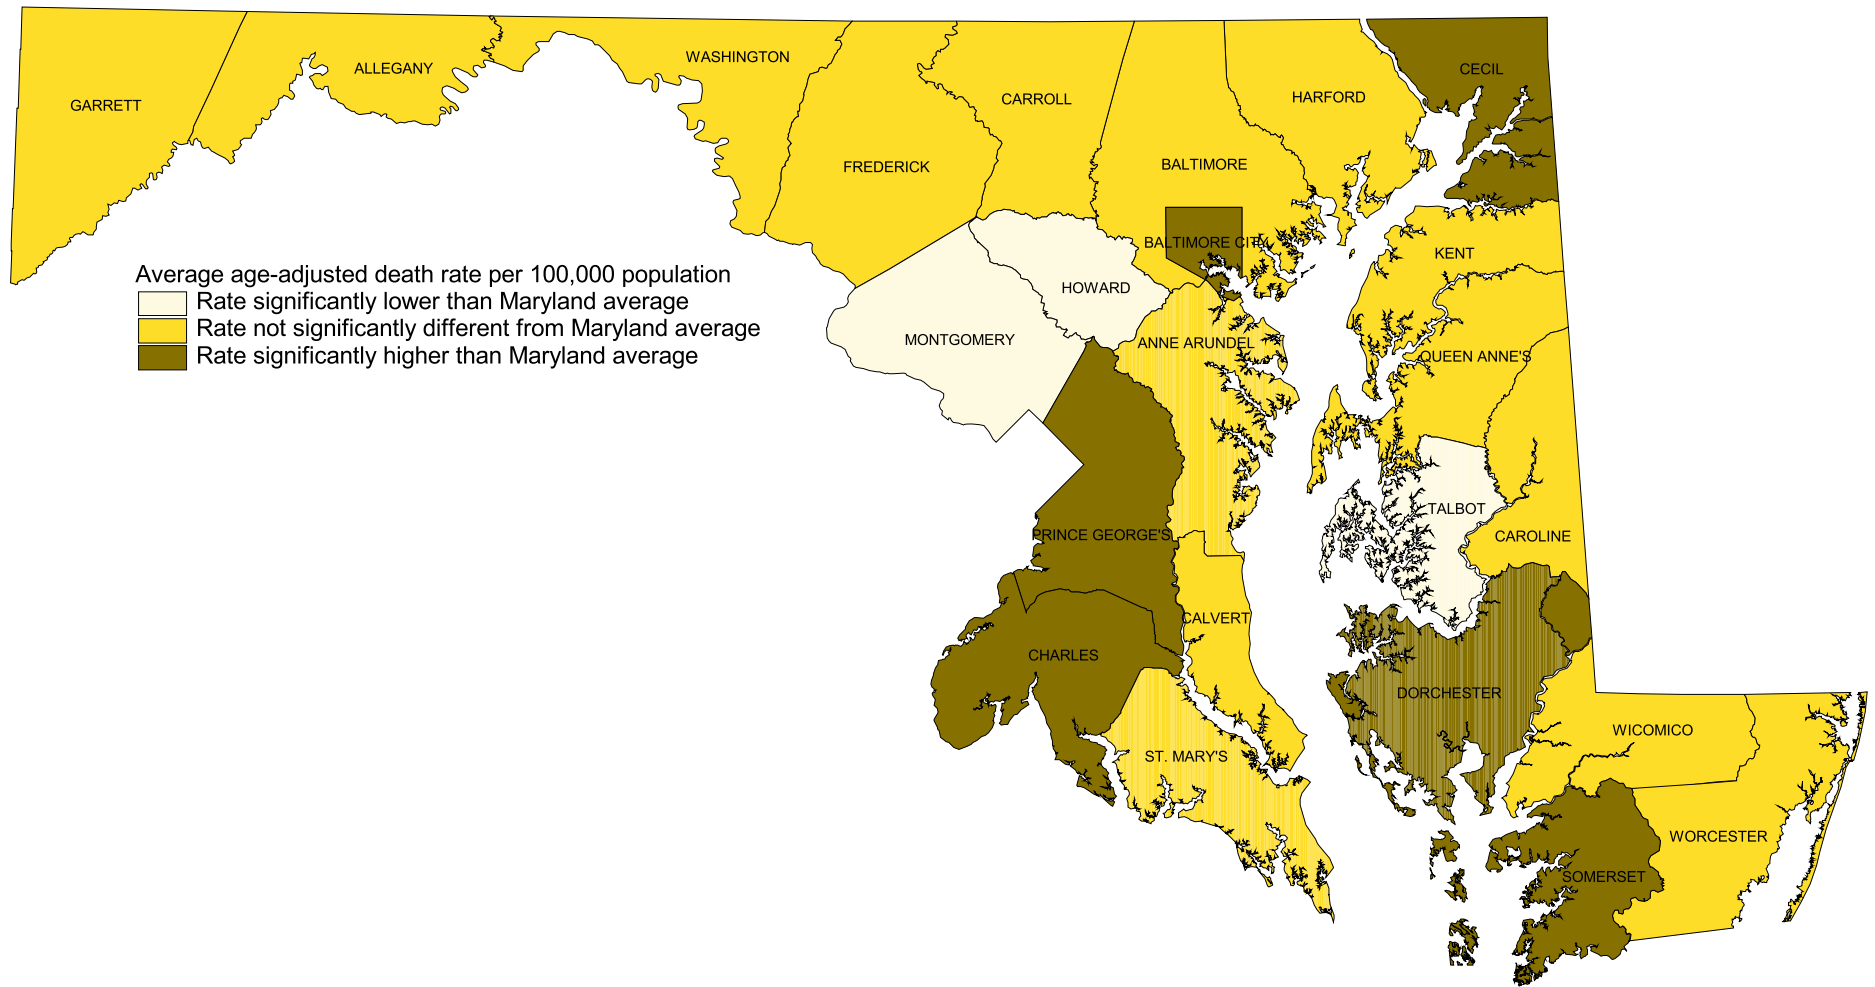 CECIL
WASHINGTON
ALLEGANY
HARFORD
CARROLL
GARRETT
BALTIMORE
FREDERICK
BALTIMORE CITY
KENT
Average age-adjusted death rate per 100,000 population
Rate significantly lower than Maryland average
Rate not significantly different from Maryland average
Rate significantly higher than Maryland average
HOWARD
MONTGOMERY
ANNE ARUNDEL
QUEEN ANNE'S
TALBOT
PRINCE GEORGE'S
CAROLINE
CALVERT
CHARLES
DORCHESTER
WICOMICO
ST. MARY'S
WORCESTER
SOMERSET